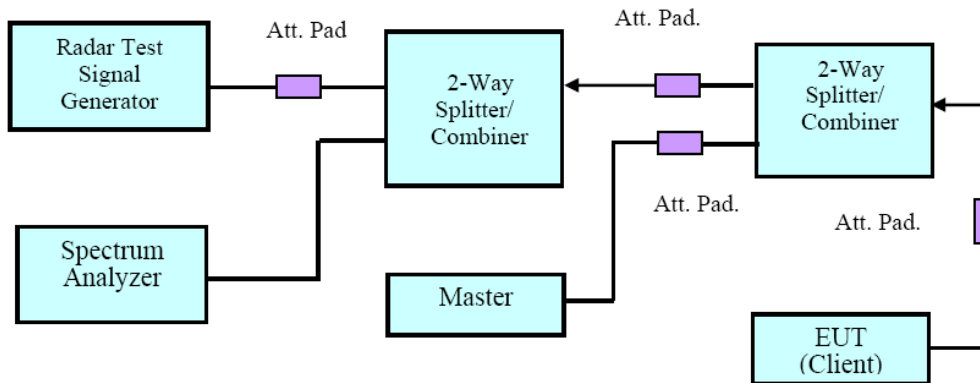 Att. Pad.
Radar Test
Signal
Generator
Att. Pad
2-Way
Splitter/
Combiner
2-Way
Splitter/
Combiner
Att. Pad.
Att. Pad.
Spectrum
Analyzer
Master
EUT
(Client)